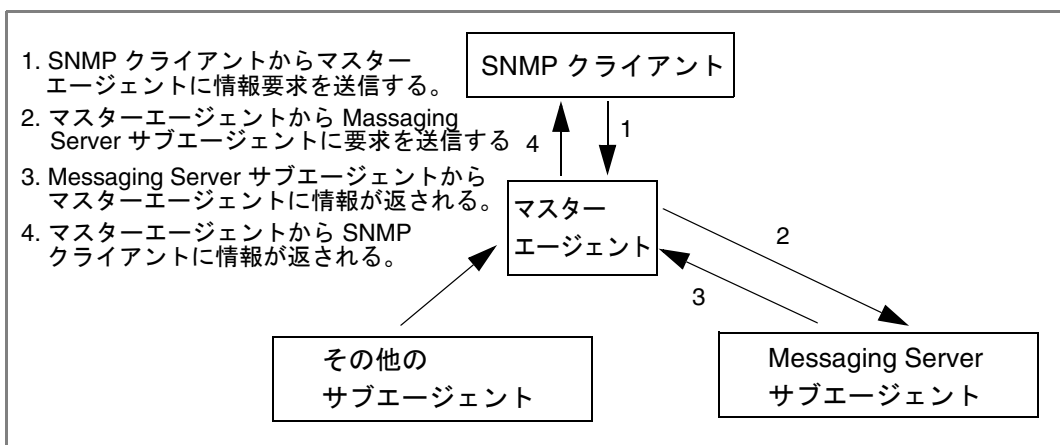 1. SNMP クライアントからマスター
エージェントに情報要求を送信する。
2. マスターエージェントから Massaging
Server サブエージェントに要求を送信する
3. Messaging Server サブエージェントから
マスターエージェントに情報が返される。
4. マスターエージェントから SNMP
クライアントに情報が返される。
SNMP クライアント
4
1
マスター
エージェント
2
3
その他の
サブエージェント
Messaging Server
サブエージェント